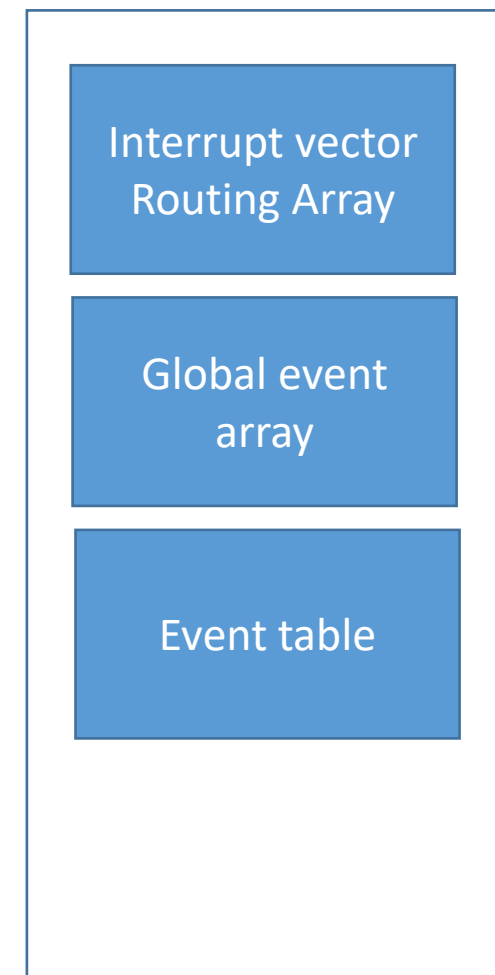 Interrupt vector
Routing Array
Global event
array
Event table